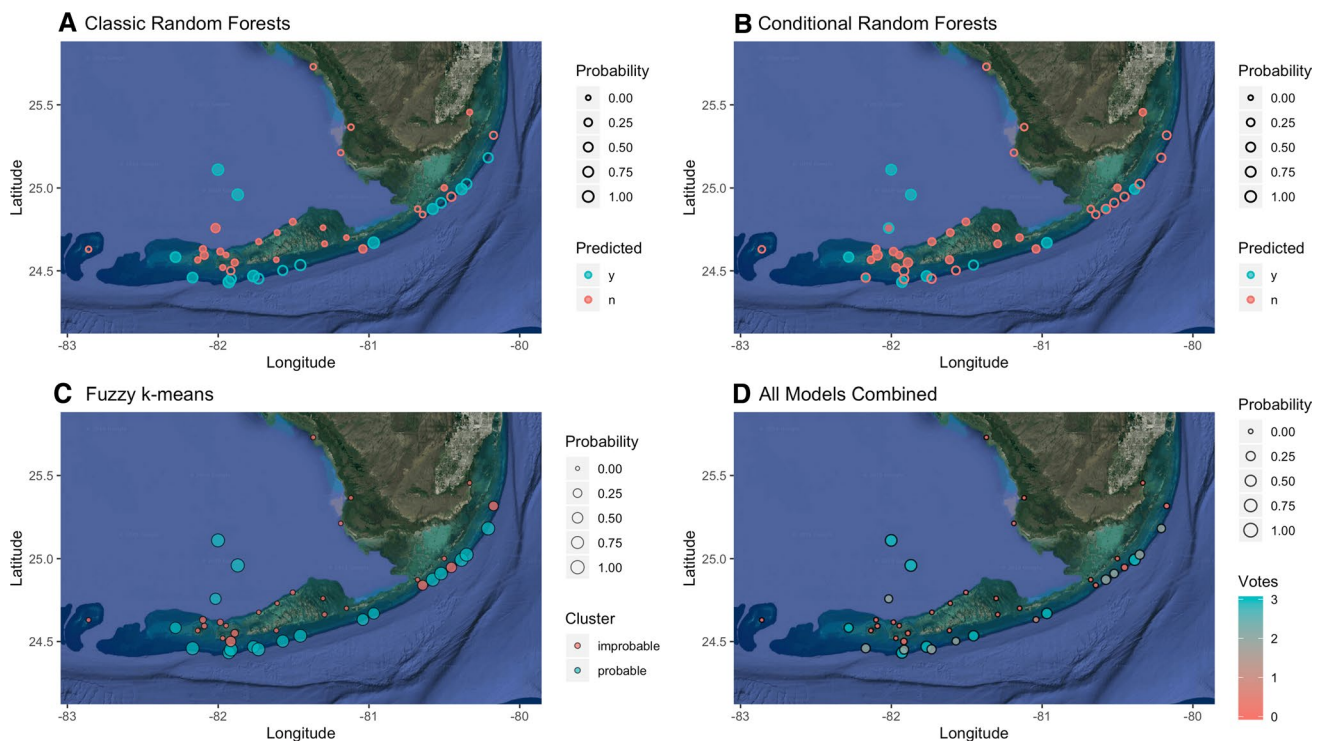 A Classic Random Forests
25.5
25.0
24.5
Latitude
-83
-82
-81
-80
Longitude
Probability
0.00
0.25
0.50
0.75
1.00
Predicted
y
n
B Conditional Random Forests
25.5
25.0
24.5
Latitude
-83
-82
-81
-80
Longitude
Probability
0.00
0.25
0.50
0.75
1.00
Predicted
y
n
C Fuzzy k-means
25.5
25.0
24.5
Latitude
-83
-82
-81
-80
Longitude
Probability
0.00
0.25
0.50
0.75
1.00
Cluster
improbable
probable
D All Models Combined
25.5
25.0
24.5
Latitude
-83
-82
-81
-80
Longitude
Probability
0.00
0.25
0.50
0.75
1.00
Votes
3
2
1
0